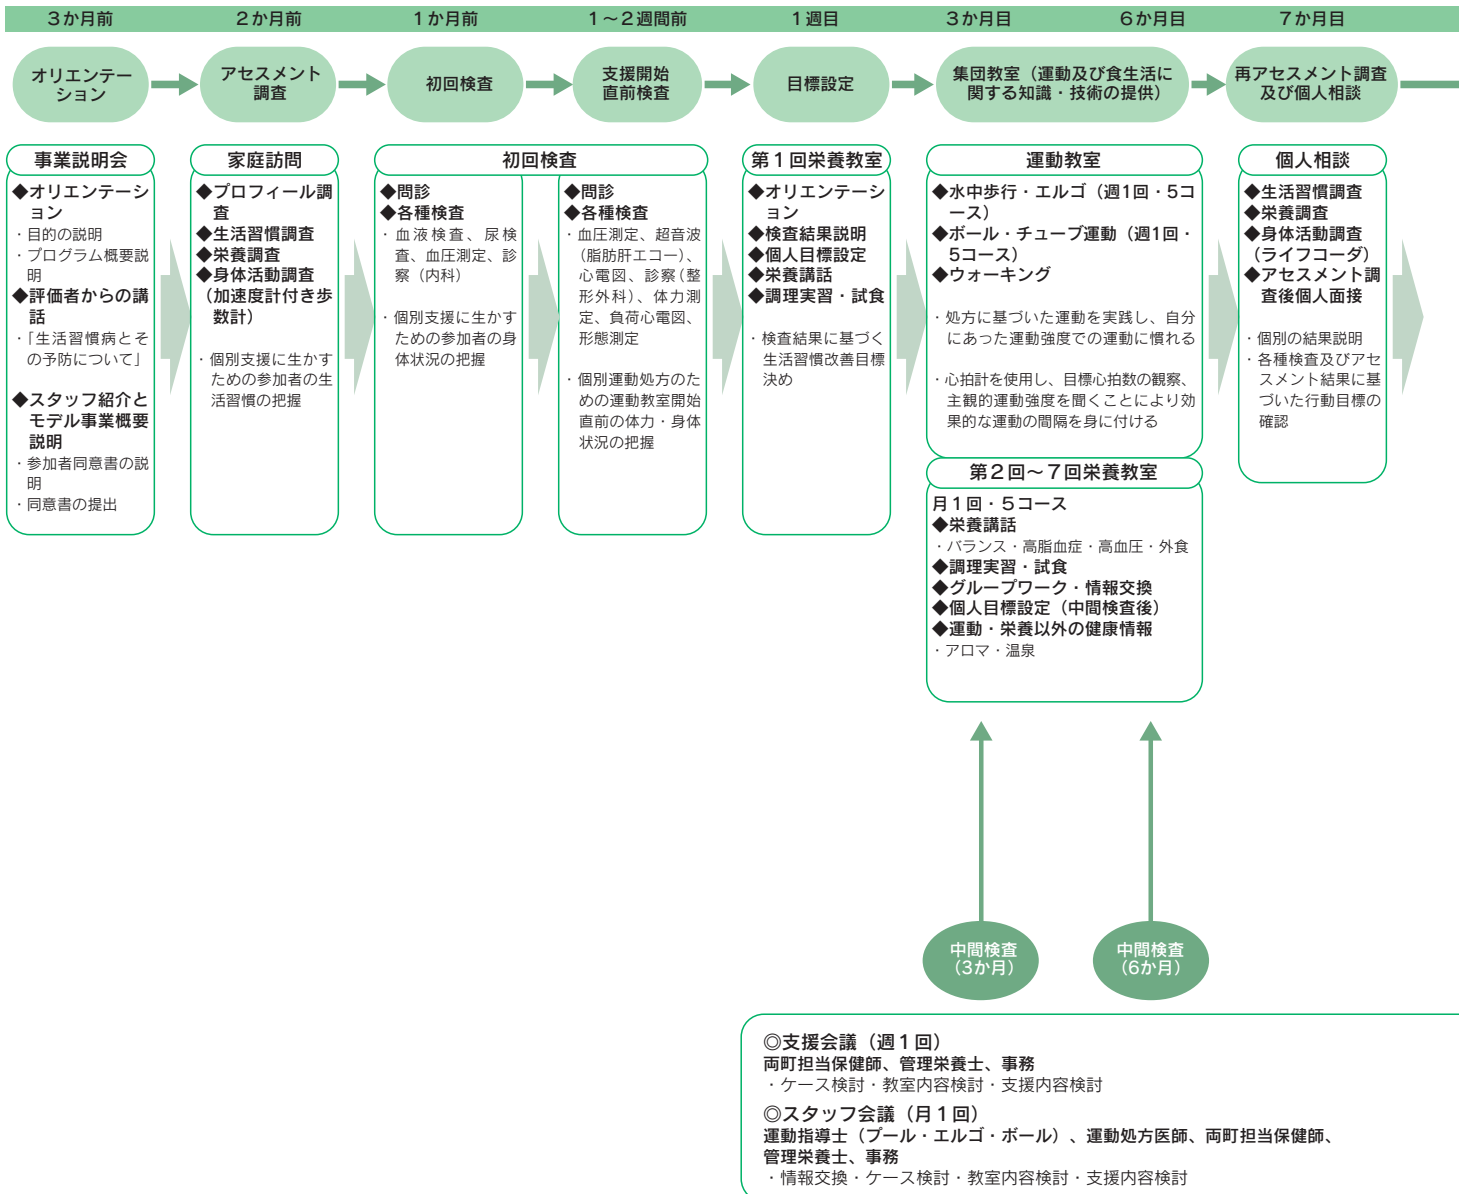 3か月前
2か月前
1か月前
1〜2週間前
1週目
3か月目
6か月目
7か月目
オリエンテー
ション
アセスメント
調査
初回検査
支援開始
直前検査
目標設定
集団教室（運動及び食生活に
関する知識・技術の提供）
再アセスメント調査
及び個人相談
事業説明会
◆オリエンテーシ
ョン
・目的の説明
・プログラム概要説
明
◆評価者からの講
話
・「生活習慣病とそ
の予防について」
◆スタッフ紹介と
モデル事業概要
説明
・参加者同意書の説
明
・同意書の提出
家庭訪問
◆プロフィール調
査
◆生活習慣調査
◆栄養調査
◆身体活動調査
（加速度計付き歩
数計）
・個別支援に生かす
ための参加者の生
活習慣の把握
初回検査
◆問診
◆各種検査
・血液検査、尿検
査、血圧測定、診
察（内科）
・個別支援に生かす
ための参加者の身
体状況の把握
◆問診
◆各種検査
・血圧測定、超音波
（脂肪肝エコー）、
心電図、診察（整
形外科）、体力測
定、負荷心電図、
形態測定
・個別運動処方のた
めの運動教室開始
直前の体力・身体
状況の把握
第1回栄養教室
◆オリエンテーシ
ョン
◆検査結果説明
◆個人目標設定
◆栄養講話
◆調理実習・試食
・検査結果に基づく
生活習慣改善目標
決め
運動教室
◆水中歩行・エルゴ（週1回・5コ
ース）
◆ボール・チューブ運動（週1回・
5コース）
◆ウォーキング
・処方に基づいた運動を実践し、自分
にあった運動強度での運動に慣れる
・心拍計を使用し、目標心拍数の観察、
主観的運動強度を聞くことにより効
果的な運動の間隔を身に付ける
第2回〜7回栄養教室
月1回・5コース
◆栄養講話
・バランス・高脂血症・高血圧・外食
◆調理実習・試食
◆グループワーク・情報交換
◆個人目標設定（中間検査後）
◆運動・栄養以外の健康情報
・アロマ・温泉
個人相談
◆生活習慣調査
◆栄養調査
◆身体活動調査
（ライフコーダ）
◆アセスメント調
査後個人面接
・個別の結果説明
・各種検査及びアセ
スメント結果に基
づいた行動目標の
確認
中間検査
（3か月）
中間検査
（6か月）
◎支援会議（週1回）
両町担当保健師、管理栄養士、事務
・ケース検討・教室内容検討・支援内容検討
◎スタッフ会議（月1回）
運動指導士（プール・エルゴ・ボール）、運動処方医師、両町担当保健師、
管理栄養士、事務
・情報交換・ケース検討・教室内容検討・支援内容検討